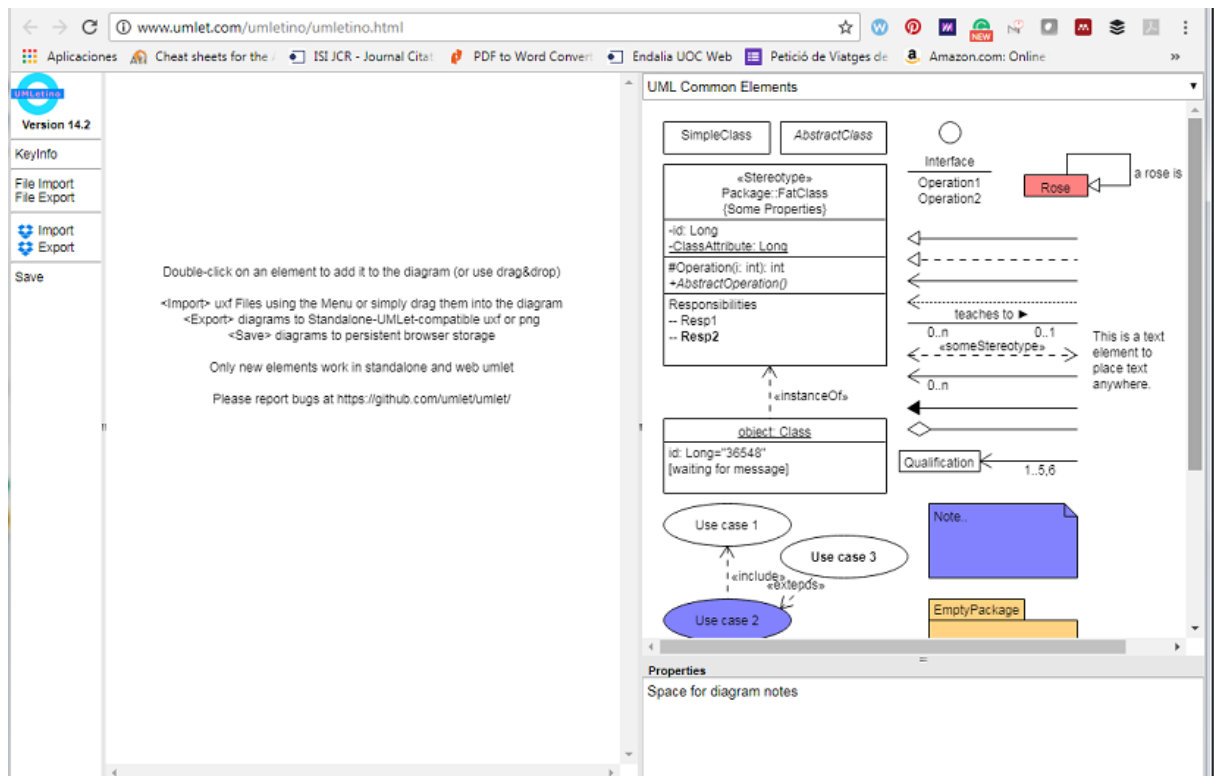 www.umlet.com/umletino/umletino.html
NEW
Aplicaciones
Cheat sheets for the
ISI JCR - Journal Citat
PDF to Word Convert
Endalia UOC Web
Petició de Viatges de
Amazon.com: Online
»
UMLetino
Version 14.2
KeyInfo
File Import
File Export
Import
Export
Save
Double-click on an element to add it to the diagram (or use drag&drop)
<Import> uxf Files using the Menu or simply drag them into the diagram
<Export> diagrams to Standalone-UMLet-compatible uxf or png
<Save> diagrams to persistent browser storage
Only new elements work in standalone and web umlet
Please report bugs at https://github.com/umlet/umlet/
UML Common Elements
SimpleClass
AbstractClass
«Stereotype»
Package::FatClass
{Some Properties}
-id: Long
-ClassAttribute: Long
#Operation(i: int): int
+AbstractOperation()
Responsibilities
-- Resp1
-- Resp2
«instanceOf»
object: Class
id: Long="36548"
[waiting for message]
Use case 1
Use case 3
«include»
«extends»
Use case 2
Interface
Operation1
Operation2
Rose
a rose is
teaches to ►
0..n
0..1
«someStereotype»
0..n
This is a text
element to
place text
anywhere.
Qualification
1..5,6
Note..
EmptyPackage
Properties
Space for diagram notes